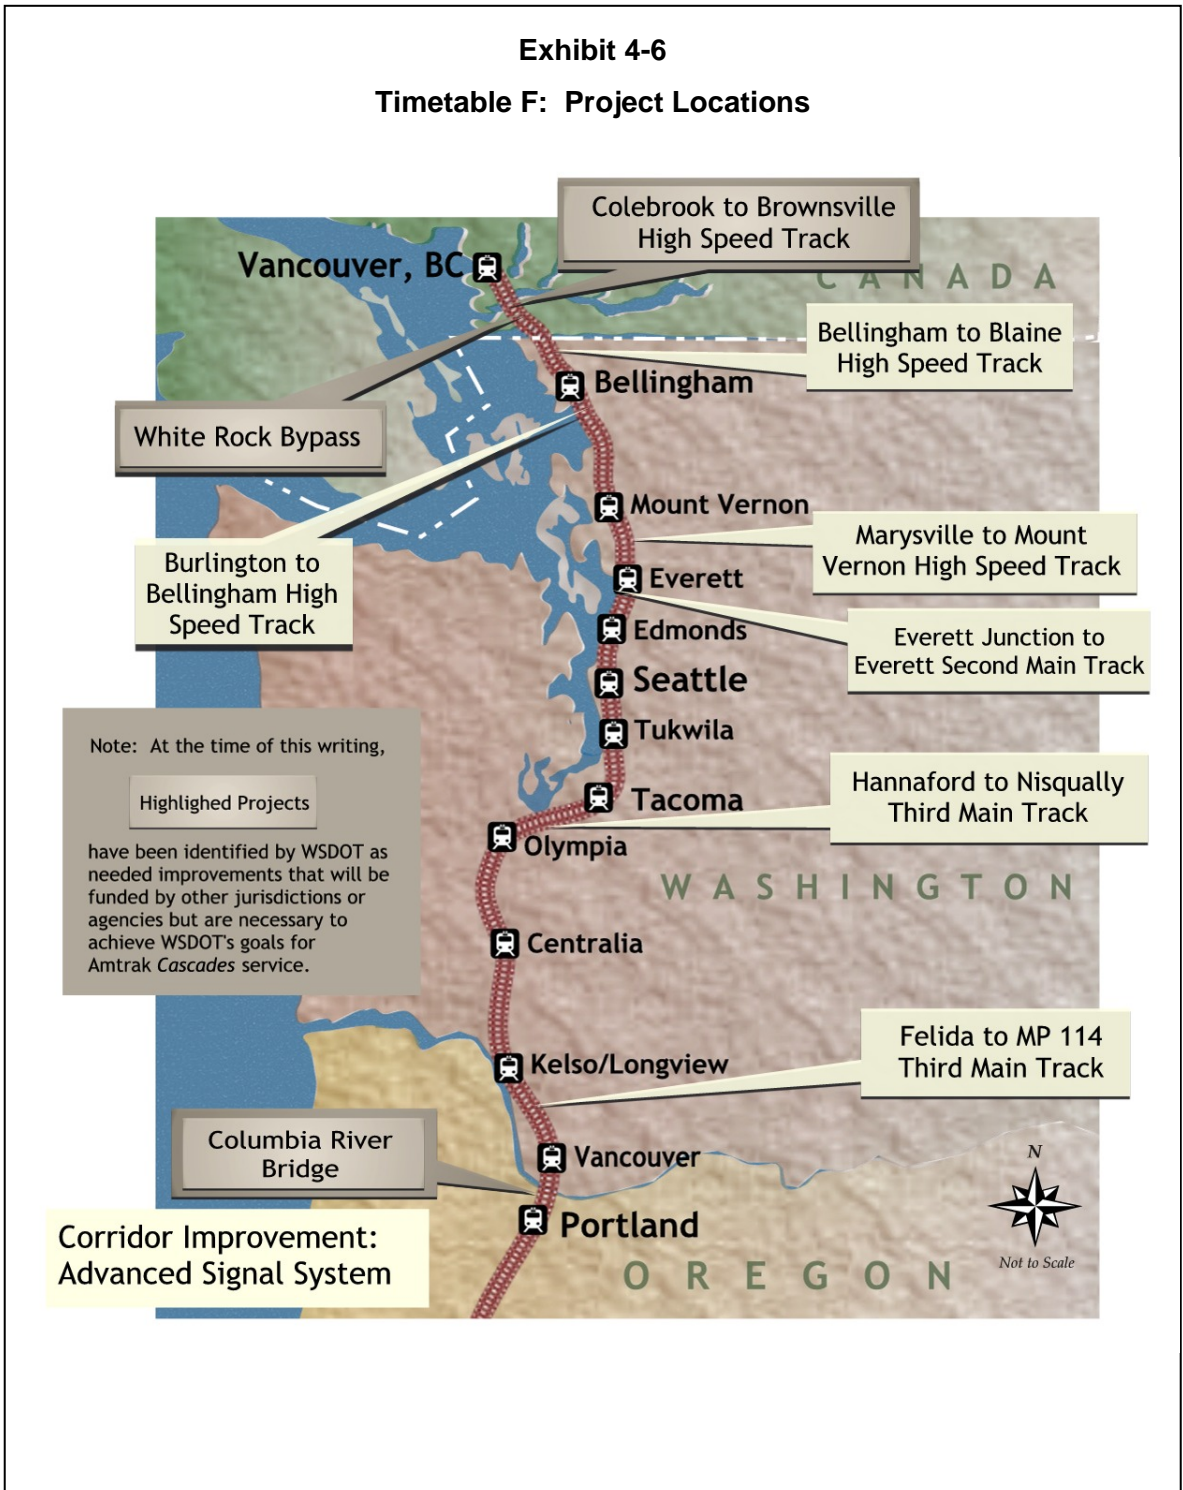 Exhibit 4-6
Timetable F: Project Locations
Colebrook to Brownsville
High Speed Track
Vancouver, BC
CANADA
Bellingham to Blaine
High Speed Track
Bellingham
White Rock Bypass
Mount Vernon
Marysville to Mount
Vernon High Speed Track
Burlington to
Bellingham High
Speed Track
Everett
Edmonds
Everett Junction to
Everett Second Main Track
Seattle
Tukwila
Note: At the time of this writing,
Highlighed Projects
have been identified by WSDOT as
needed improvements that will be
funded by other jurisdictions or
agencies but are necessary to
achieve WSDOT's goals for
Amtrak Cascades service.
Hannaford to Nisqually
Third Main Track
Tacoma
Olympia
WASHINGTON
Centralia
Felida to MP 114
Third Main Track
Kelso/Longview
Columbia River
Bridge
Vancouver
N
Not to Scale
Portland
Corridor Improvement:
Advanced Signal System
OREGON